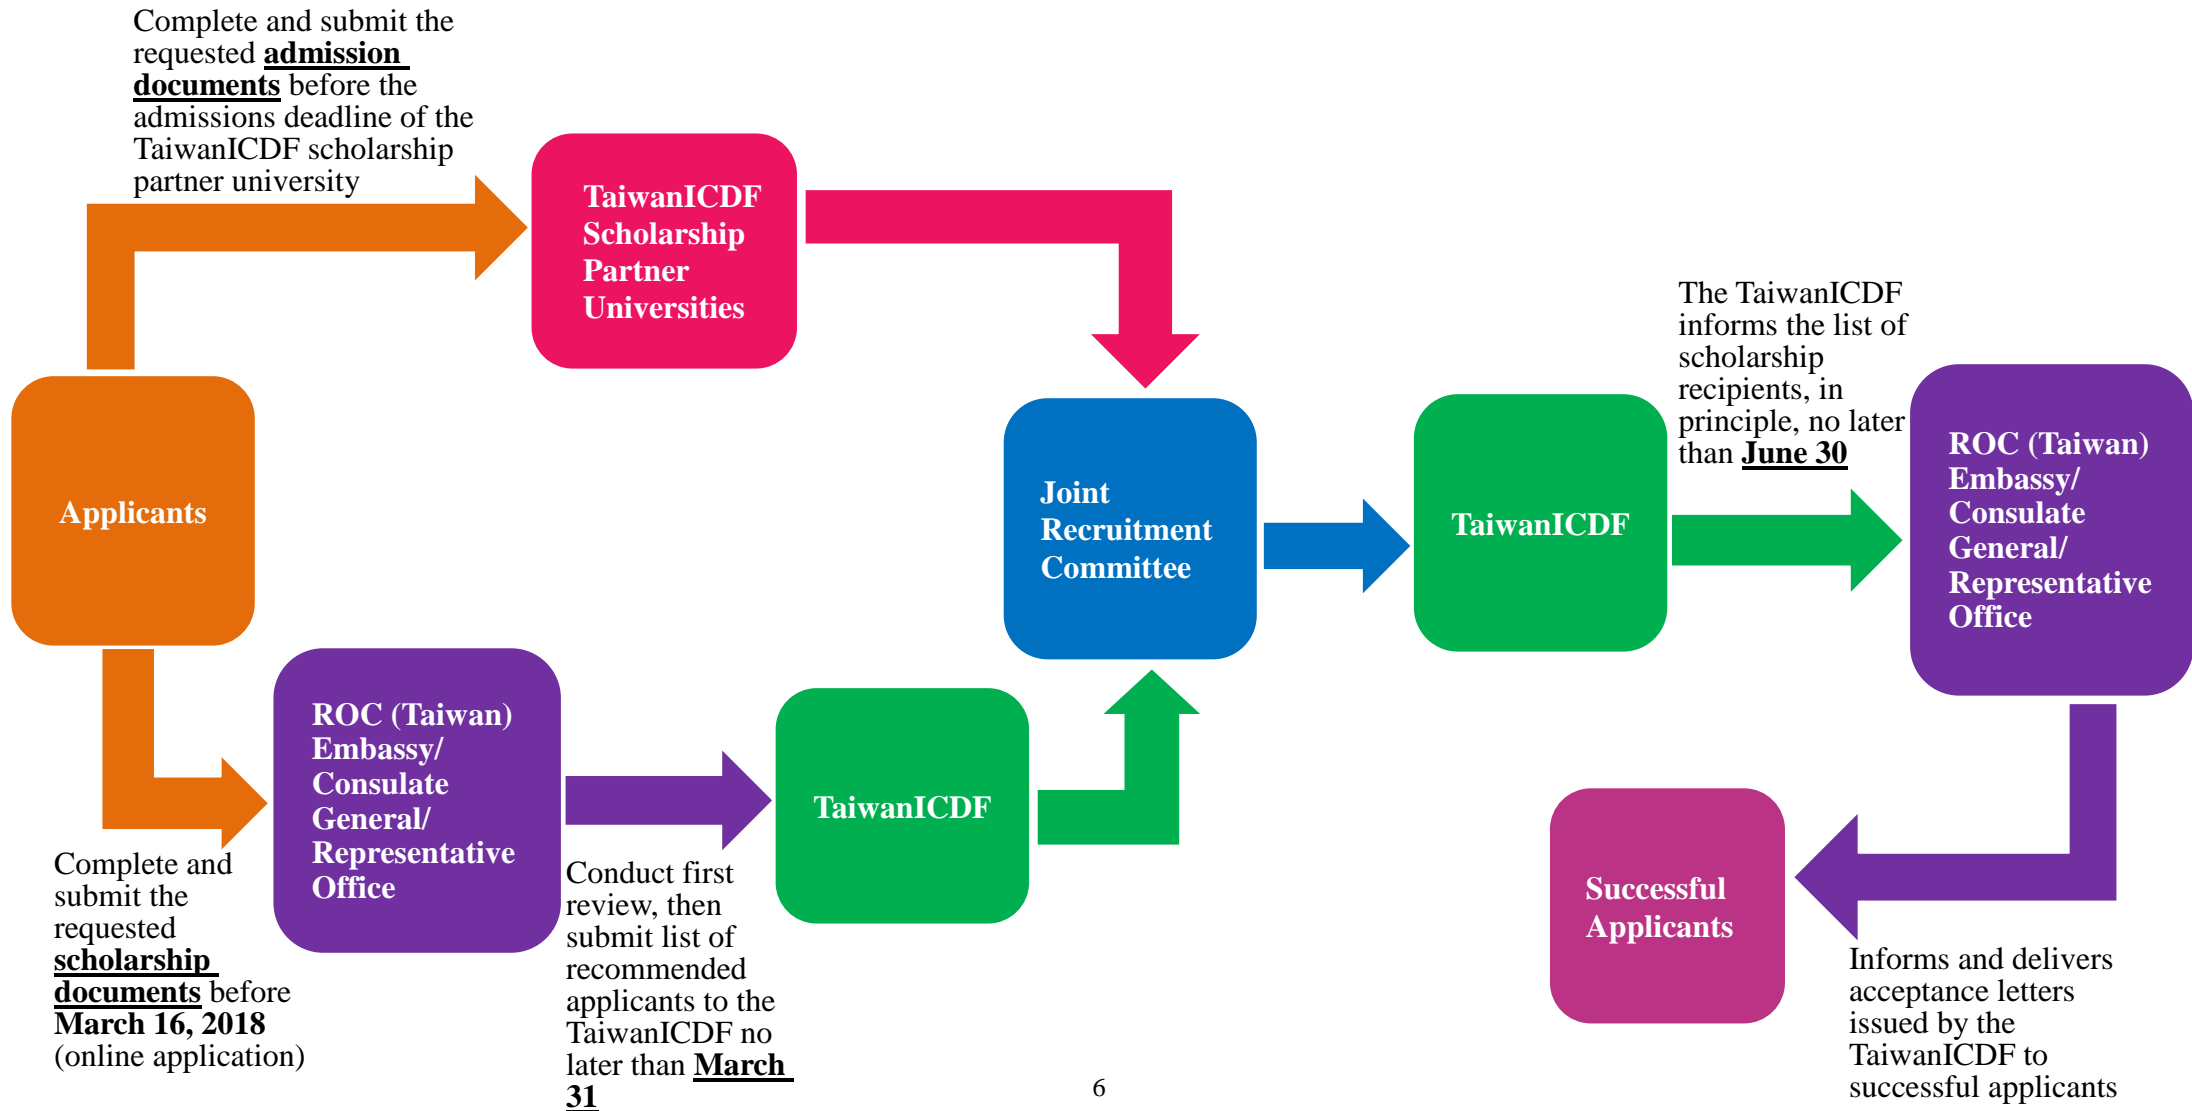 Complete and submit the
requested admission
documents before the
admissions deadline of the
TaiwanICDF scholarship
partner university
TaiwanICDF
Scholarship
Partner
Universities
The TaiwanICDF
informs the list of
scholarship
recipients, in
principle, no later
than June 30
Applicants
Joint
Recruitment
Committee
TaiwanICDF
ROC (Taiwan)
Embassy/
Consulate
General/
Representative
Office
ROC (Taiwan)
Embassy/
Consulate
General/
Representative
Office
TaiwanICDF
Successful
Applicants
Complete and
submit the
requested
scholarship
documents before
March 16, 2018
(online application)
Conduct first
review, then
submit list of
recommended
applicants to the
TaiwanICDF no
later than March
31
Informs and delivers
acceptance letters
issued by the
TaiwanICDF to
successful applicants
6